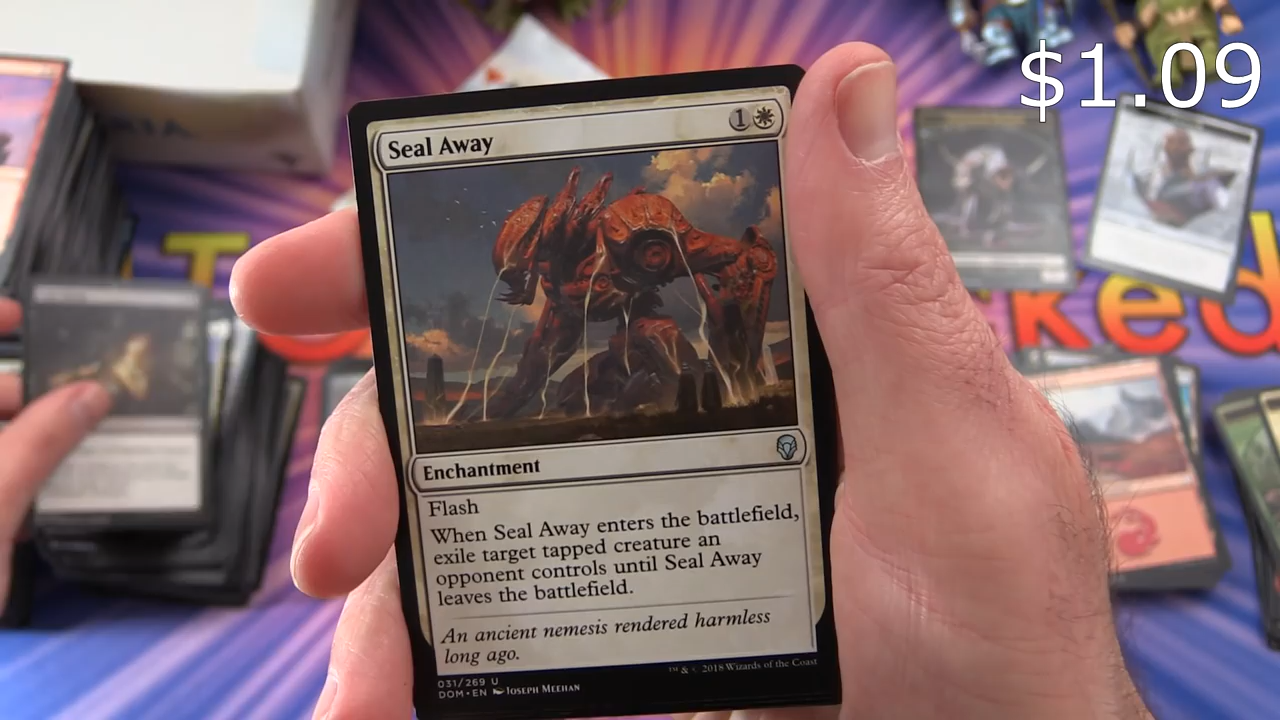 $1.09
Seal Away
1
Enchantment
Flash
When Seal Away enters the battlefield,
exile target tapped creature an
opponent controls until Seal Away
leaves the battlefield.
An ancient nemesis rendered harmless
long ago.
031/269 U
DOM • EN Joseph Meehan
™ & © 2018 Wizards of the Coast